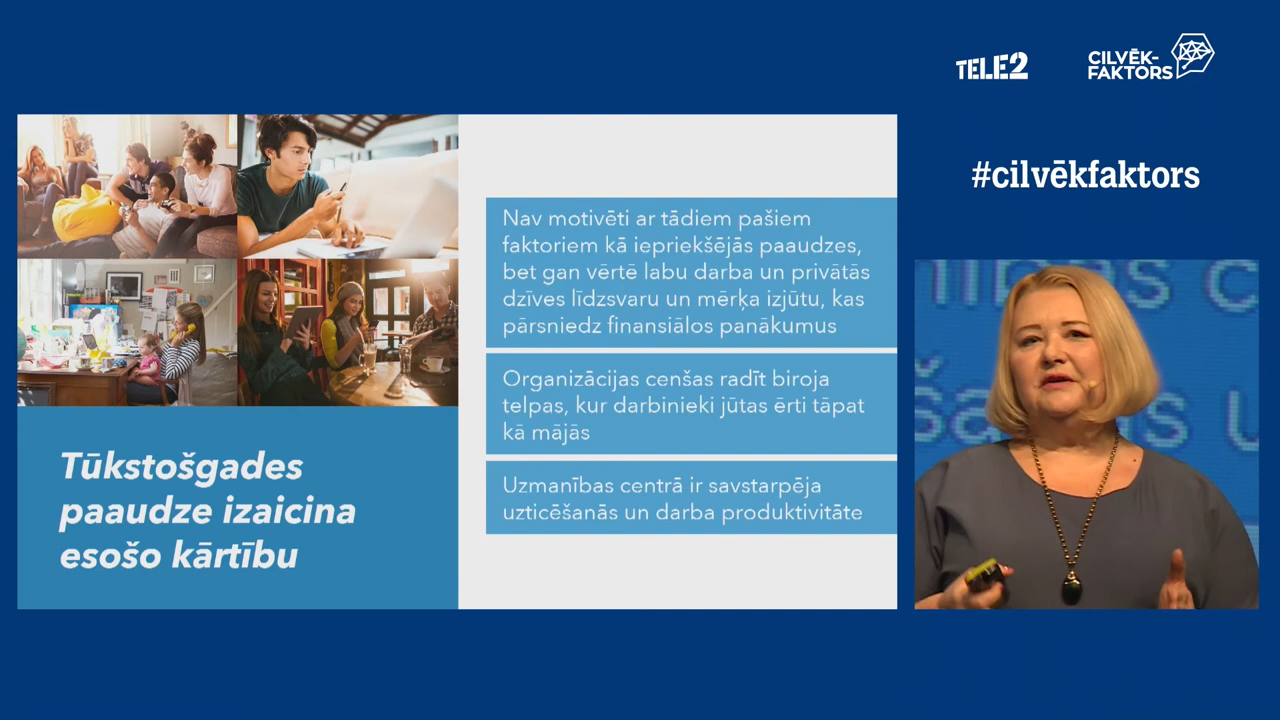 TELE2
CILVĒK-
FAKTORS
#cilvēkfaktors
Nav motivēti ar tādiem pašiem
faktoriem kā iepriekšējās paaudzes,
bet gan vērtē labu darba un privātās
dzīves līdzsvaru un mērķa izjūtu, kas
pārsniedz finansiālos panākumus
Organizācijas cenšas radīt biroja
telpas, kur darbinieki jūtas ērti tāpat
kā mājās
Uzmanības centrā ir savstarpēja
uzticēšanās un darba produktivitāte
Tūkstošgades
paaudze izaicina
esošo kārtību